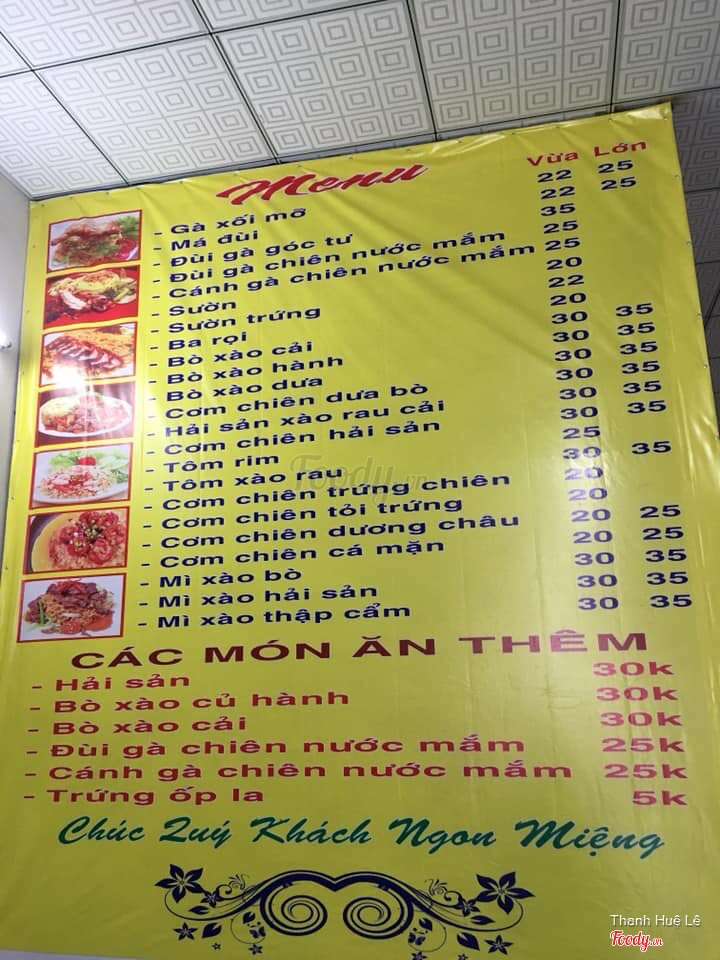 Menu
Vừa Lớn
- Gà xối mỡ 22 25
- Má đùi 22 25
- Đùi gà góc tư 35
- Đùi gà chiên nước mắm 25
- Cánh gà chiên nước mắm 25
- Sườn 20
- Sườn trứng 22
- Ba rọi 20
- Bò xào cải 30 35
- Bò xào hành 30 35
- Bò xào dưa 30 35
- Cơm chiên dưa bò 30 35
- Hải sản xào rau cải 30 35
- Cơm chiên hải sản 30 35
- Tôm rim 25
- Tôm xào rau 30 35
- Cơm chiên trứng chiên 20
- Cơm chiên tỏi trứng 20
- Cơm chiên dương châu 20 25
- Cơm chiên cá mặn 20 25
- Mì xào bò 30 35
- Mì xào hải sản 30 35
- Mì xào thập cẩm 30 35
CÁC MÓN ĂN THÊM
- Hải sản 30k
- Bò xào củ hành 30k
- Bò xào cải 30k
- Đùi gà chiên nước mắm 25k
- Cánh gà chiên nước mắm 25k
- Trứng ốp la 5k
Chúc Quý Khách Ngon Miệng
Foody.vn
Thanh Huê Lê
Foody.vn